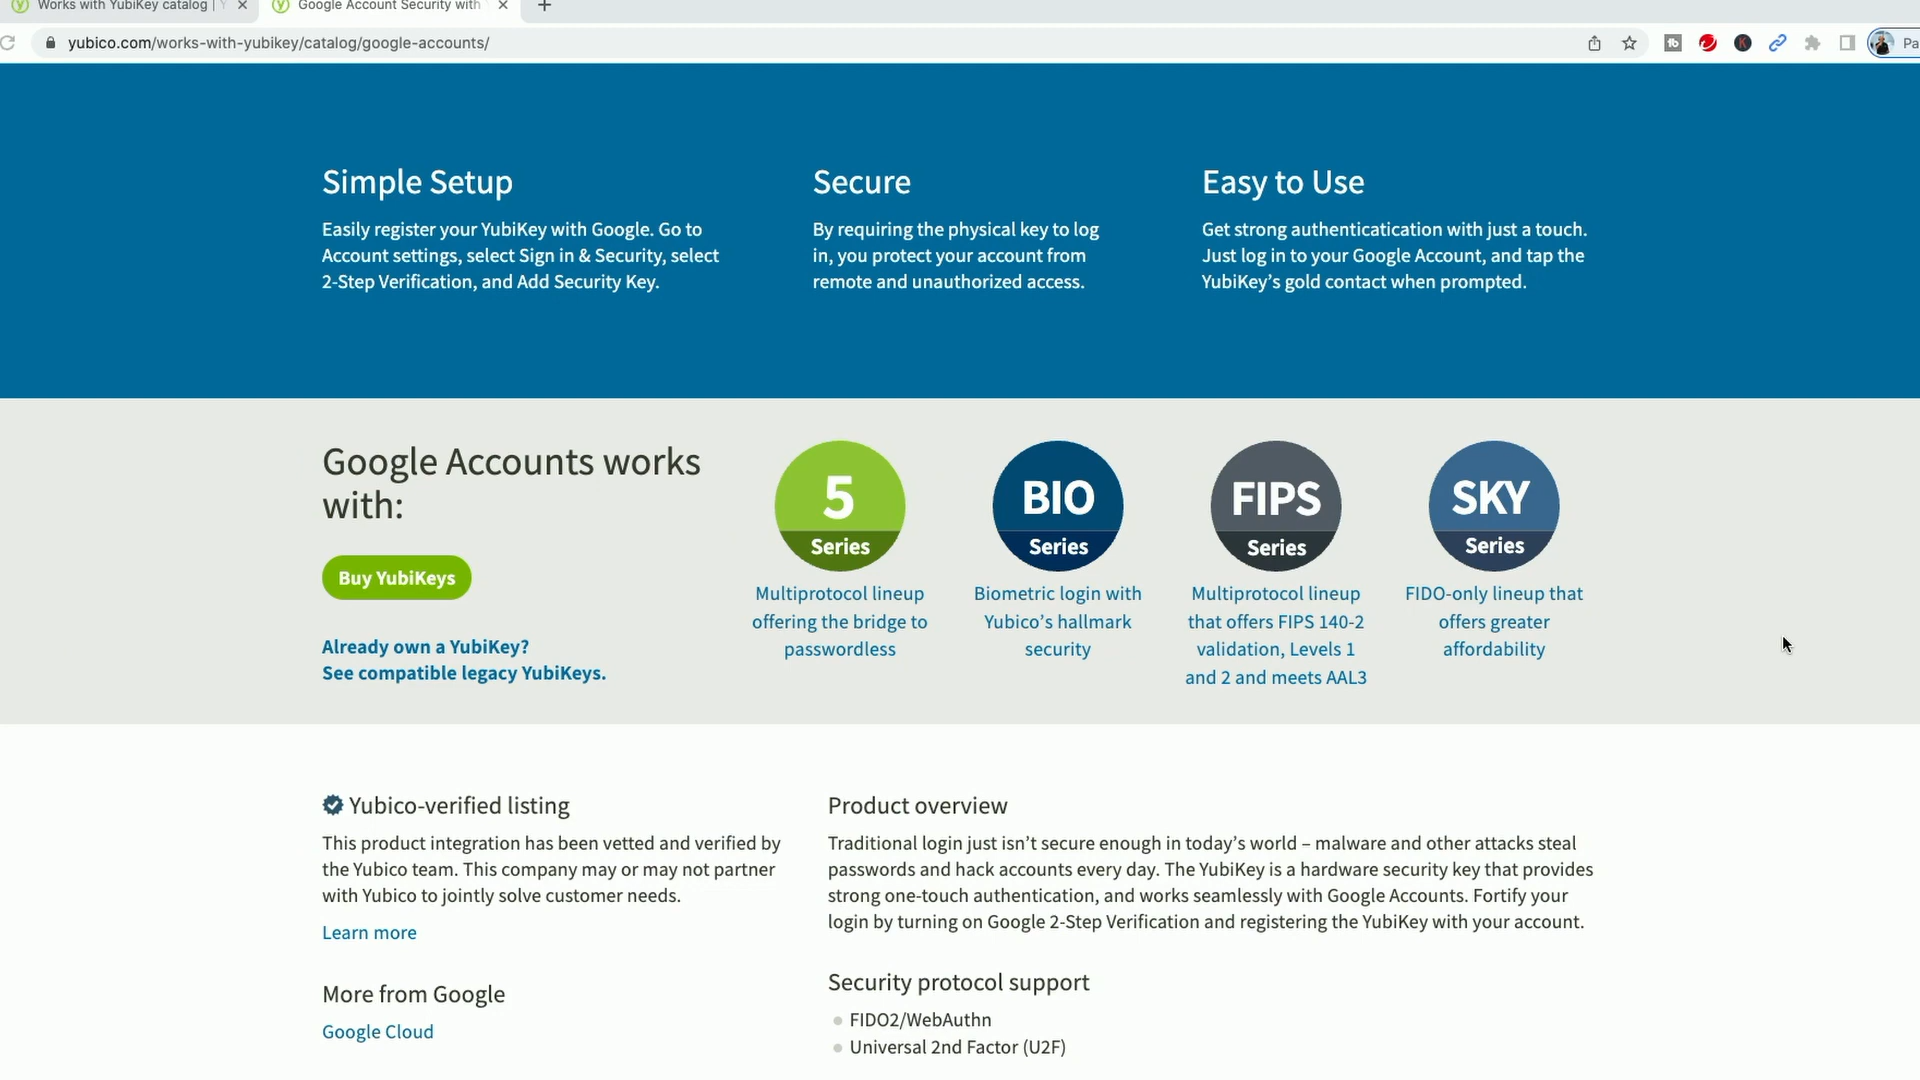 Works with YubiKey catalog |
Google Account Security with
yubico.com/works-with-yubikey/catalog/google-accounts/
Pa
Simple Setup
Easily register your YubiKey with Google. Go to
Account settings, select Sign in & Security, select
2-Step Verification, and Add Security Key.
Secure
By requiring the physical key to log
in, you protect your account from
remote and unauthorized access.
Easy to Use
Get strong authenticatication with just a touch.
Just log in to your Google Account, and tap the
YubiKey’s gold contact when prompted.
Google Accounts works
with:
Buy YubiKeys
Already own a YubiKey?
See compatible legacy YubiKeys.
5
Series
Multiprotocol lineup
offering the bridge to
passwordless
BIO
Series
Biometric login with
Yubico’s hallmark
security
FIPS
Series
Multiprotocol lineup
that offers FIPS 140-2
validation, Levels 1
and 2 and meets AAL3
SKY
Series
FIDO-only lineup that
offers greater
affordability
Yubico-verified listing
This product integration has been vetted and verified by
the Yubico team. This company may or may not partner
with Yubico to jointly solve customer needs.
Learn more
More from Google
Google Cloud
Product overview
Traditional login just isn’t secure enough in today’s world – malware and other attacks steal
passwords and hack accounts every day. The YubiKey is a hardware security key that provides
strong one-touch authentication, and works seamlessly with Google Accounts. Fortify your
login by turning on Google 2-Step Verification and registering the YubiKey with your account.
Security protocol support
FIDO2/WebAuthn
Universal 2nd Factor (U2F)